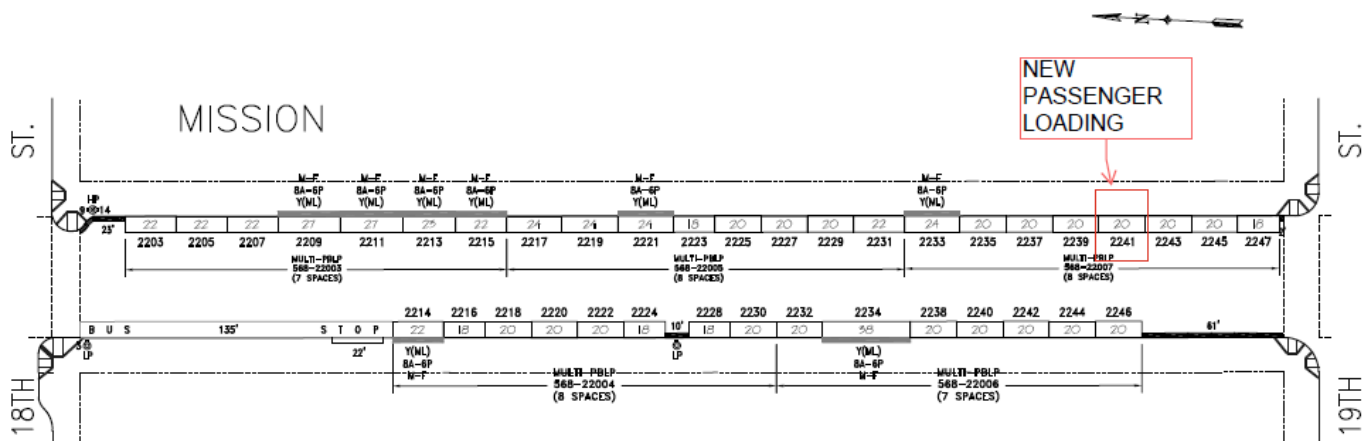 N
NEW
PASSENGER
LOADING
MISSION
ST.
ST.
M-F
8A-6P
Y(ML)
M-F
8A-6P
Y(ML)
M-F
8A-6P
Y(ML)
M-F
8A-6P
Y(ML)
M-F
8A-6P
Y(ML)
M-F
8A-6P
Y(ML)
14
23'
22 22 22 27 27 25 22 24 24 24 18 20 20 20 22 24 20 20 20 20 20 20 18
2203 2205 2207 2209 2211 2213 2215 2217 2219 2221 2223 2225 2227 2229 2231 2233 2235 2237 2239 2241 2243 2245 2247
MULTI-PBLP
568-22003
(7 SPACES)
MULTI-PBLP
568-22005
(8 SPACES)
MULTI-PBLP
568-22007
(8 SPACES)
2214 2216 2218 2220 2222 2224 2228 2230 2232 2234 2238 2240 2242 2244 2246
BUS 135' STOP 22 18 20 20 20 18 10' 18 20 20 38 20 20 20 20 20 61'
LP
22'
LP
Y(ML)
8A-6P
M-F
Y(ML)
8A-6P
M-F
MULTI-PBLP
568-22004
(8 SPACES)
MULTI-PBLP
568-22006
(7 SPACES)
18TH
19TH